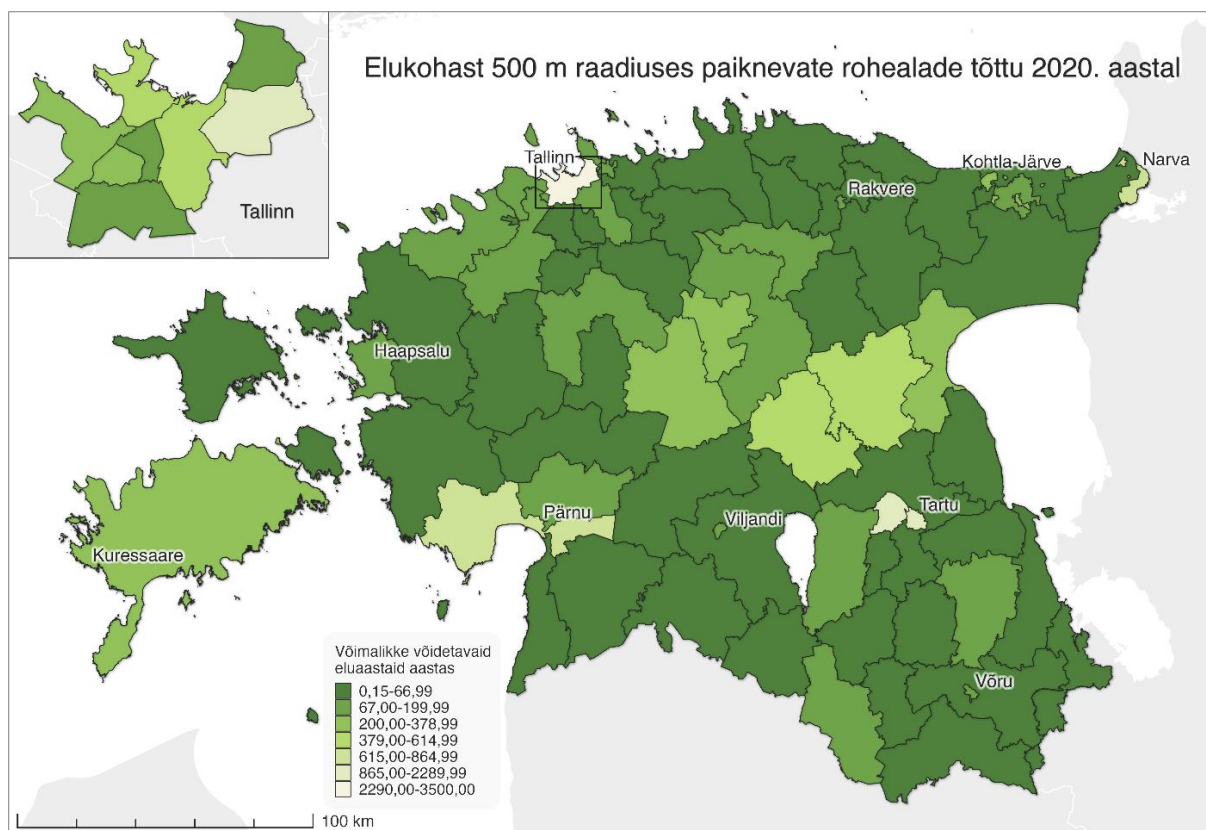 Elukohast 500 m raadiuses paiknevate rohealade tõttu 2020. aastal
Tallinn
Tallinn
Kohtla-Järve
Narva
Rakvere
Haapsalu
Pärnu
Viljandi
Tartu
Kuressaare
Võru
Võimalikke võidetavaid
eluaastaid aastas
0,15-66,99
67,00-199,99
200,00-378,99
379,00-614,99
615,00-864,99
865,00-2289,99
2290,00-3500,00
100 km